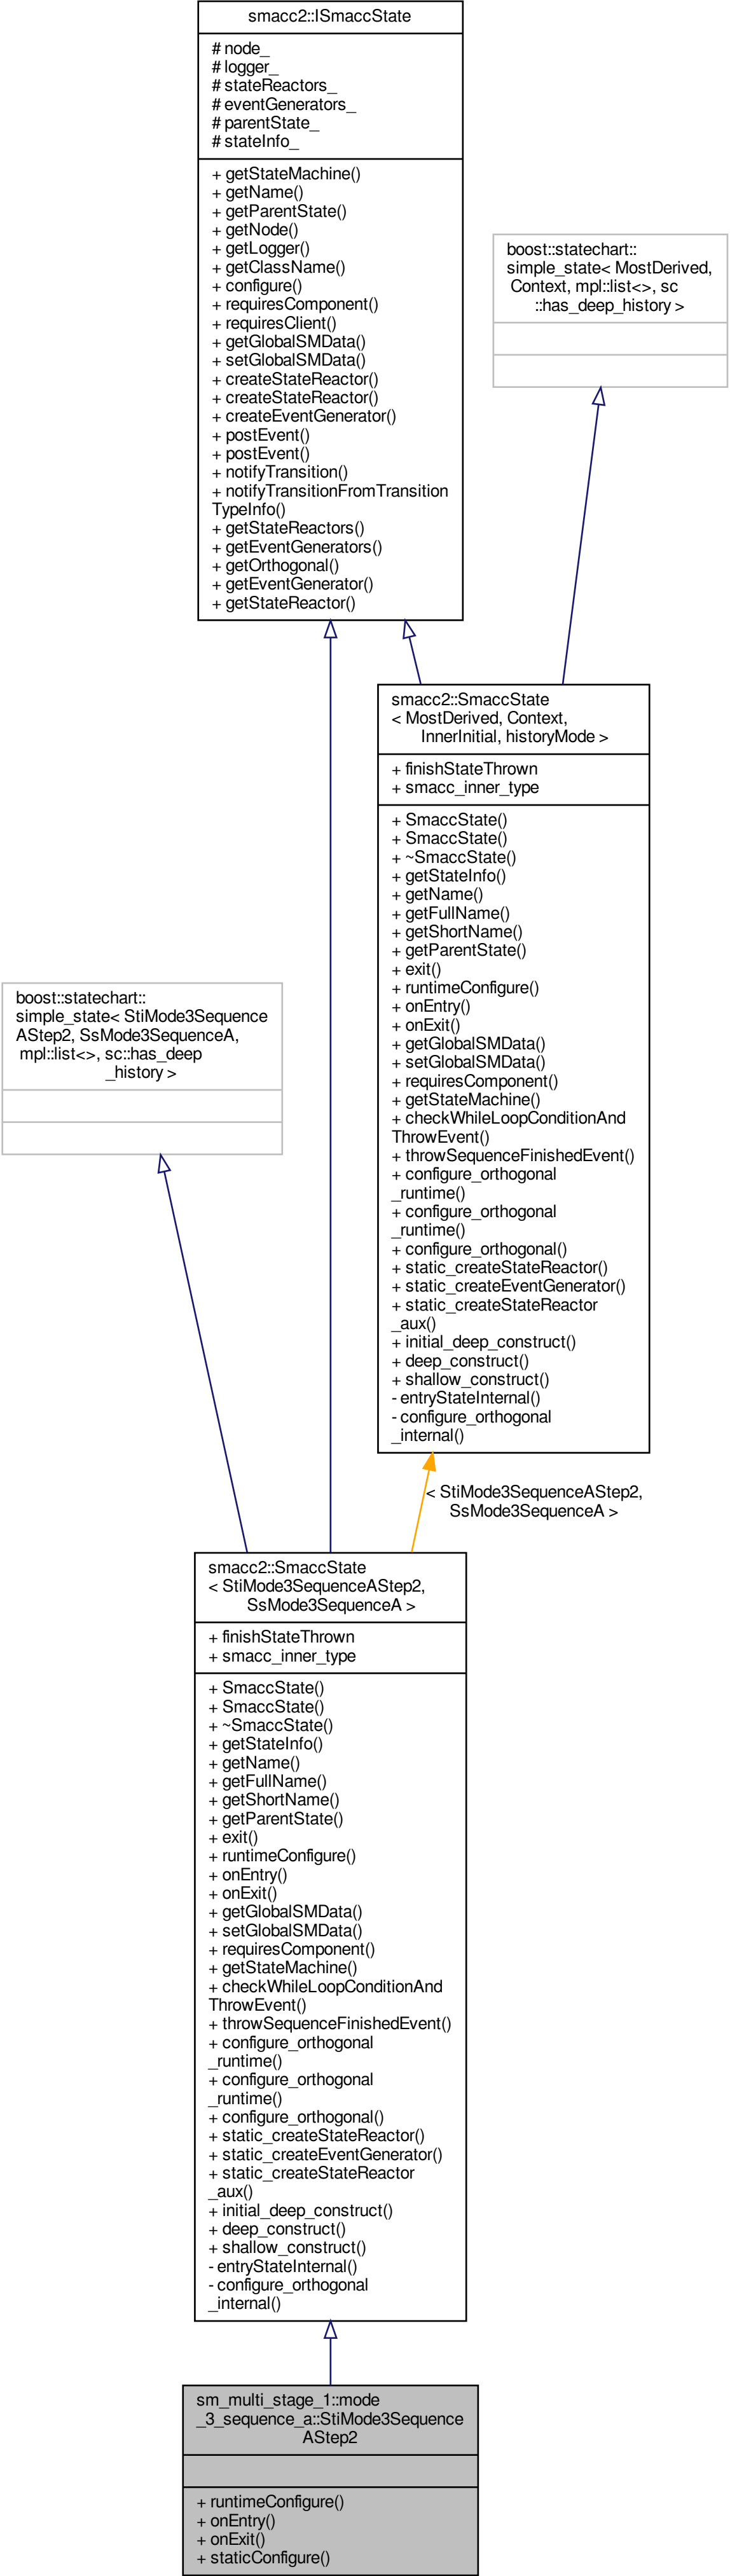 smacc2::ISmaccState
# node_
# logger_
# stateReactors_
# eventGenerators_
# parentState_
# stateInfo_
+ getStateMachine()
+ getName()
+ getParentState()
+ getNode()
+ getLogger()
+ getClassName()
+ configure()
+ requiresComponent()
+ requiresClient()
+ getGlobalSMData()
+ setGlobalSMData()
+ createStateReactor()
+ createStateReactor()
+ createEventGenerator()
+ postEvent()
+ postEvent()
+ notifyTransition()
+ notifyTransitionFromTransition
TypeInfo()
+ getStateReactors()
+ getEventGenerators()
+ getOrthogonal()
+ getEventGenerator()
+ getStateReactor()
boost::statechart::
simple_state< MostDerived,
Context, mpl::list<>, sc
::has_deep_history >
smacc2::SmaccState
< MostDerived, Context,
InnerInitial, historyMode >
+ finishStateThrown
+ smacc_inner_type
+ SmaccState()
+ SmaccState()
+ ~SmaccState()
+ getStateInfo()
+ getName()
+ getFullName()
+ getShortName()
+ getParentState()
+ exit()
+ runtimeConfigure()
+ onEntry()
+ onExit()
+ getGlobalSMData()
+ setGlobalSMData()
+ requiresComponent()
+ getStateMachine()
+ checkWhileLoopConditionAnd
ThrowEvent()
+ throwSequenceFinishedEvent()
+ configure_orthogonal
_runtime()
+ configure_orthogonal
_runtime()
+ configure_orthogonal()
+ static_createStateReactor()
+ static_createEventGenerator()
+ static_createStateReactor
_aux()
+ initial_deep_construct()
+ deep_construct()
+ shallow_construct()
- entryStateInternal()
- configure_orthogonal
_internal()
boost::statechart::
simple_state< StiMode3Sequence
AStep2, SsMode3SequenceA,
mpl::list<>, sc::has_deep
_history >
< StiMode3SequenceAStep2,
SsMode3SequenceA >
smacc2::SmaccState
< StiMode3SequenceAStep2,
SsMode3SequenceA >
+ finishStateThrown
+ smacc_inner_type
+ SmaccState()
+ SmaccState()
+ ~SmaccState()
+ getStateInfo()
+ getName()
+ getFullName()
+ getShortName()
+ getParentState()
+ exit()
+ runtimeConfigure()
+ onEntry()
+ onExit()
+ getGlobalSMData()
+ setGlobalSMData()
+ requiresComponent()
+ getStateMachine()
+ checkWhileLoopConditionAnd
ThrowEvent()
+ throwSequenceFinishedEvent()
+ configure_orthogonal
_runtime()
+ configure_orthogonal
_runtime()
+ configure_orthogonal()
+ static_createStateReactor()
+ static_createEventGenerator()
+ static_createStateReactor
_aux()
+ initial_deep_construct()
+ deep_construct()
+ shallow_construct()
- entryStateInternal()
- configure_orthogonal
_internal()
sm_multi_stage_1::mode
_3_sequence_a::StiMode3Sequence
AStep2
+ runtimeConfigure()
+ onEntry()
+ onExit()
+ staticConfigure()